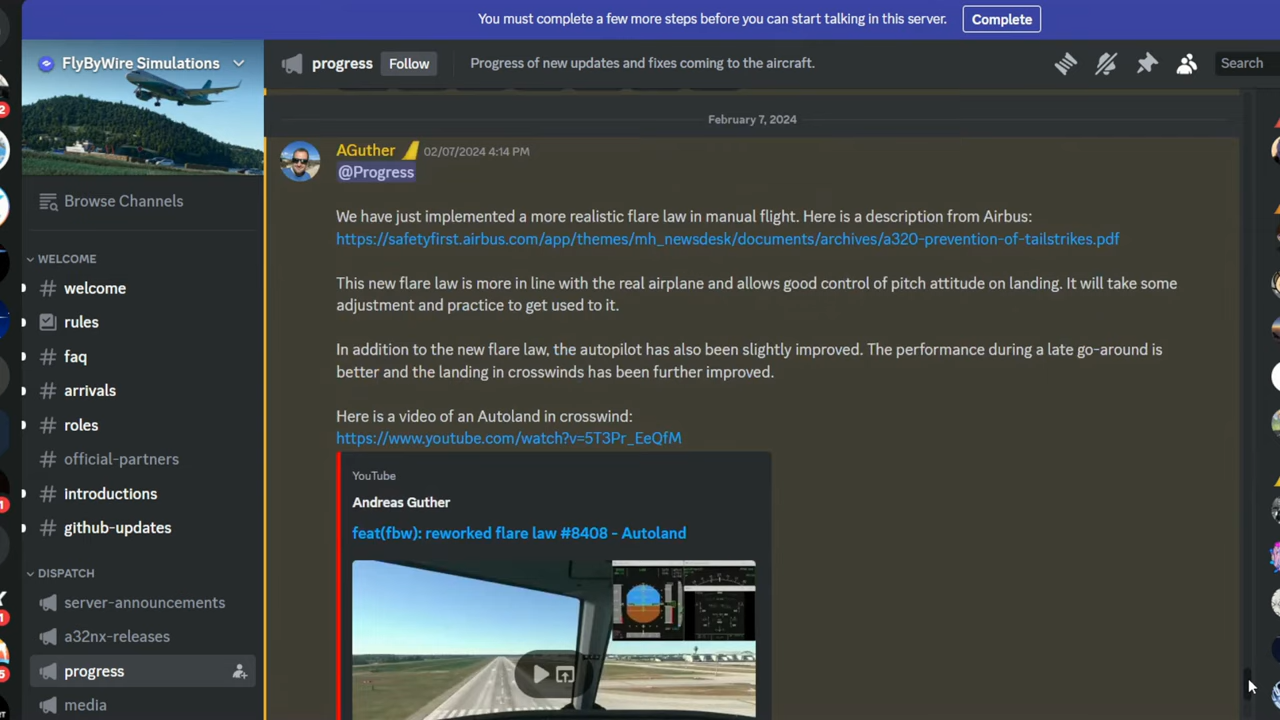 You must complete a few more steps before you can start talking in this server.
Complete
FlyByWire Simulations
progress
Follow
Progress of new updates and fixes coming to the aircraft.
Search
Browse Channels
WELCOME
welcome
rules
faq
arrivals
roles
official-partners
introductions
github-updates
DISPATCH
server-announcements
a32nx-releases
progress
media
February 7, 2024
AGuther 02/07/2024 4:14 PM
@Progress
We have just implemented a more realistic flare law in manual flight. Here is a description from Airbus:
https://safetyfirst.airbus.com/app/themes/mh_newsdesk/documents/archives/a320-prevention-of-tailstrikes.pdf
This new flare law is more in line with the real airplane and allows good control of pitch attitude on landing. It will take some
adjustment and practice to get used to it.
In addition to the new flare law, the autopilot has also been slightly improved. The performance during a late go-around is
better and the landing in crosswinds has been further improved.
Here is a video of an Autoland in crosswind:
https://www.youtube.com/watch?v=5T3Pr_EeQfM
YouTube
Andreas Guther
feat(fbw): reworked flare law #8408 - Autoland